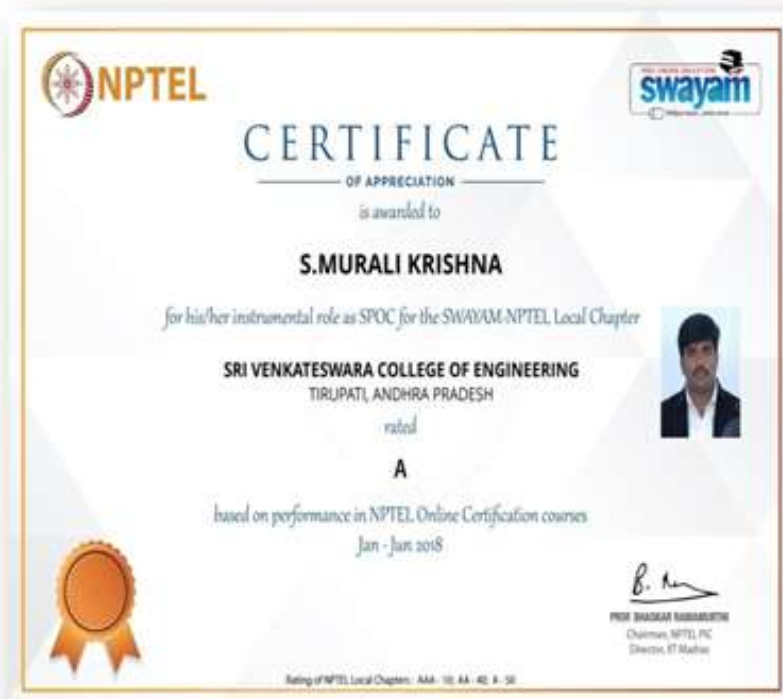 NPTEL
swayam
CERTIFICATE
OF APPRECIATION
is awarded to
S.MURALI KRISHNA
for his/her instrumental role as SPOC for the SWAYAM-NPTEL Local Chapter
SRI VENKATESWARA COLLEGE OF ENGINEERING
TIRUPATI, ANDHRA PRADESH
rated
A
based on performance in NPTEL Online Certification courses
Jan - Jun 2018
PROF. BHASKAR RAMAMURTHI
Chairman, NPTEL PIC
Director, IIT Madras
Rating of NPTEL Local Chapters: AAA - 10; AA - 40; A - 50